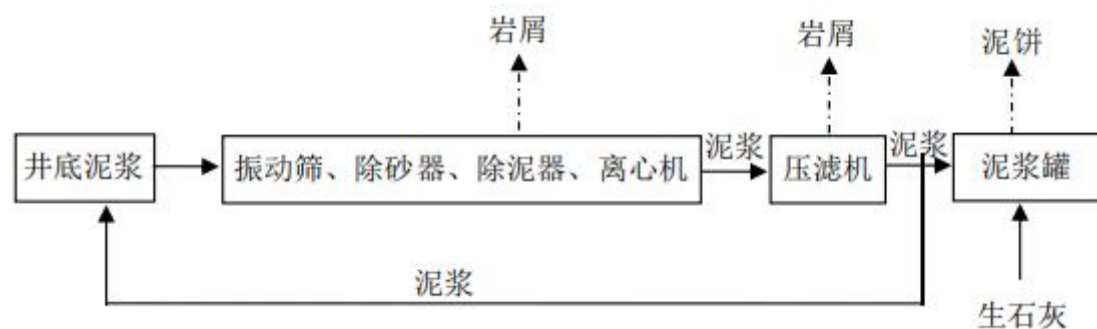 岩屑
岩屑
泥饼
井底泥浆
振动筛、除砂器、除泥器、离心机
泥浆
压滤机
泥浆
泥浆罐
泥浆
生石灰